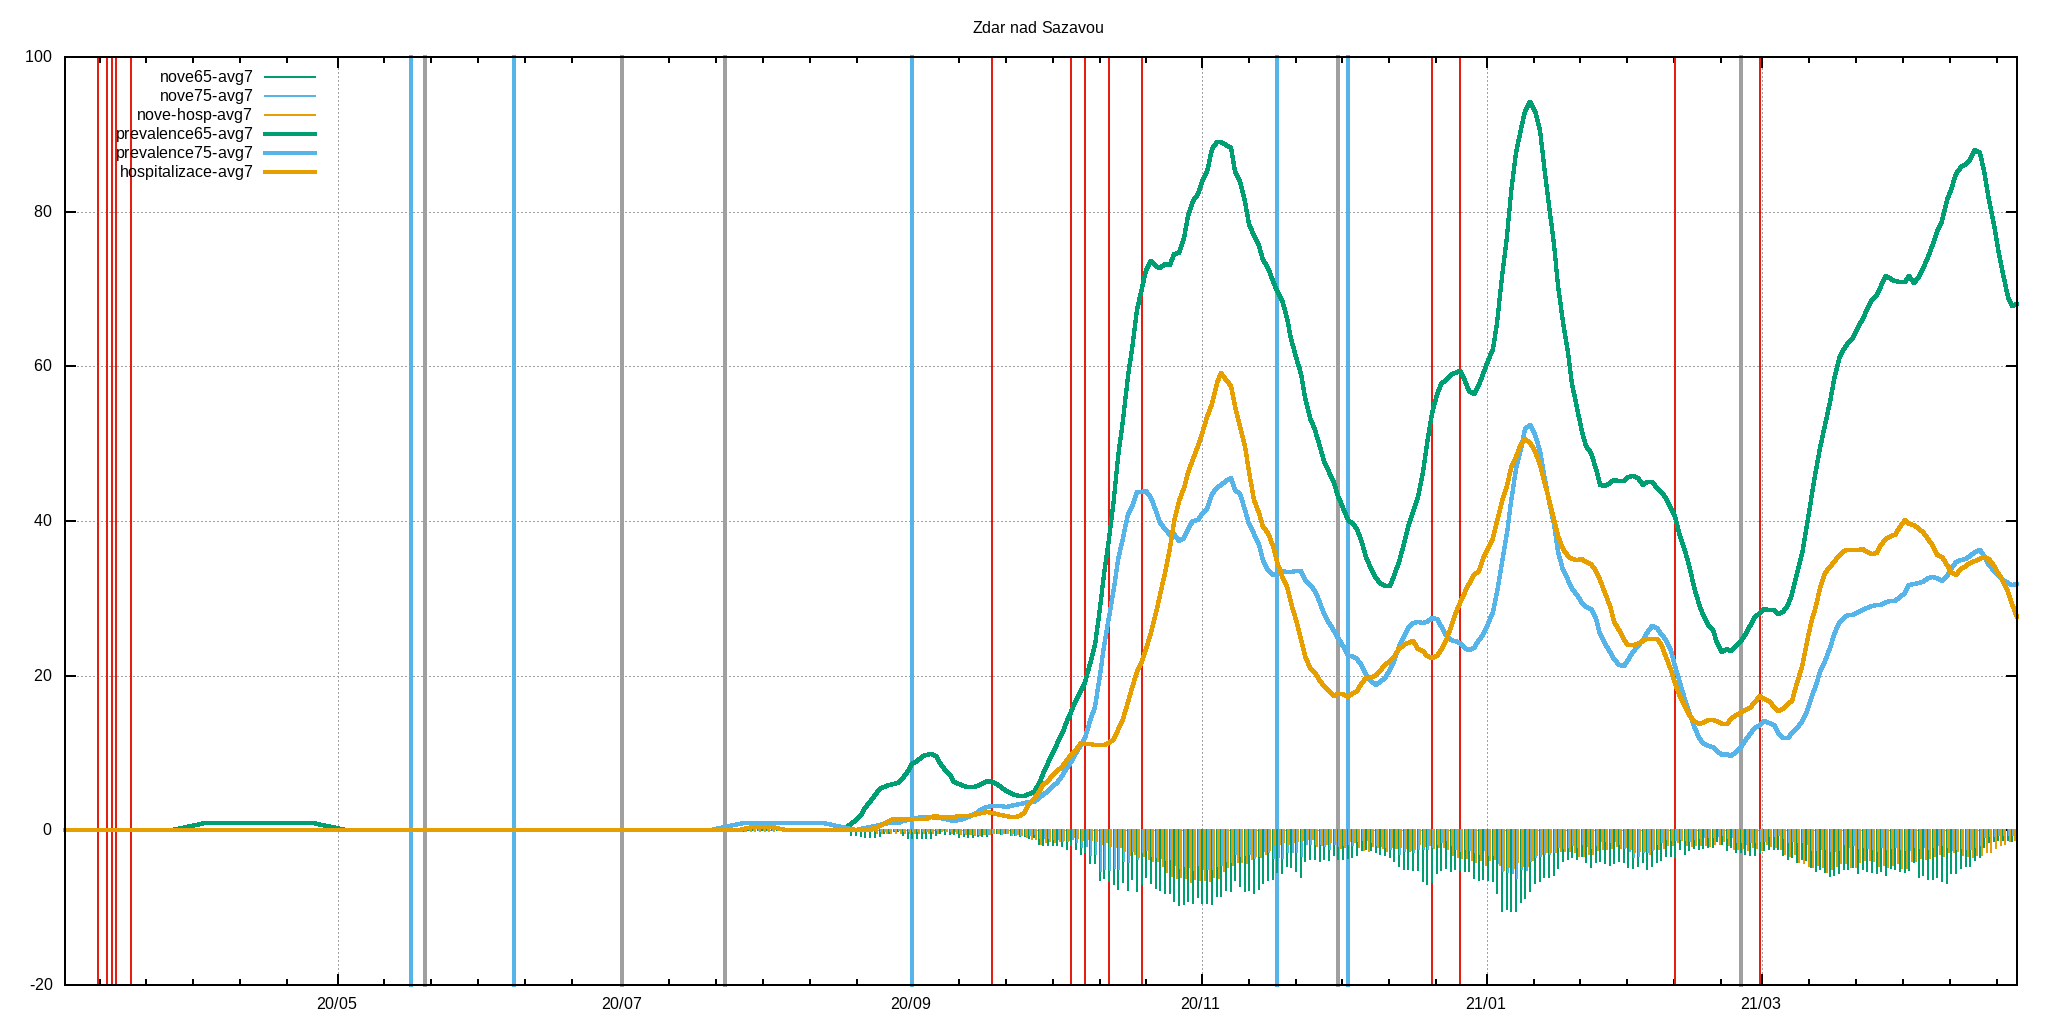 Zdar nad Sazavou
100
80
60
40
20
0
-20
nove65-avg7
nove75-avg7
nove-hosp-avg7
prevalence65-avg7
prevalence75-avg7
hospitalizace-avg7
20/05 20/07 20/09 20/11 21/01 21/03